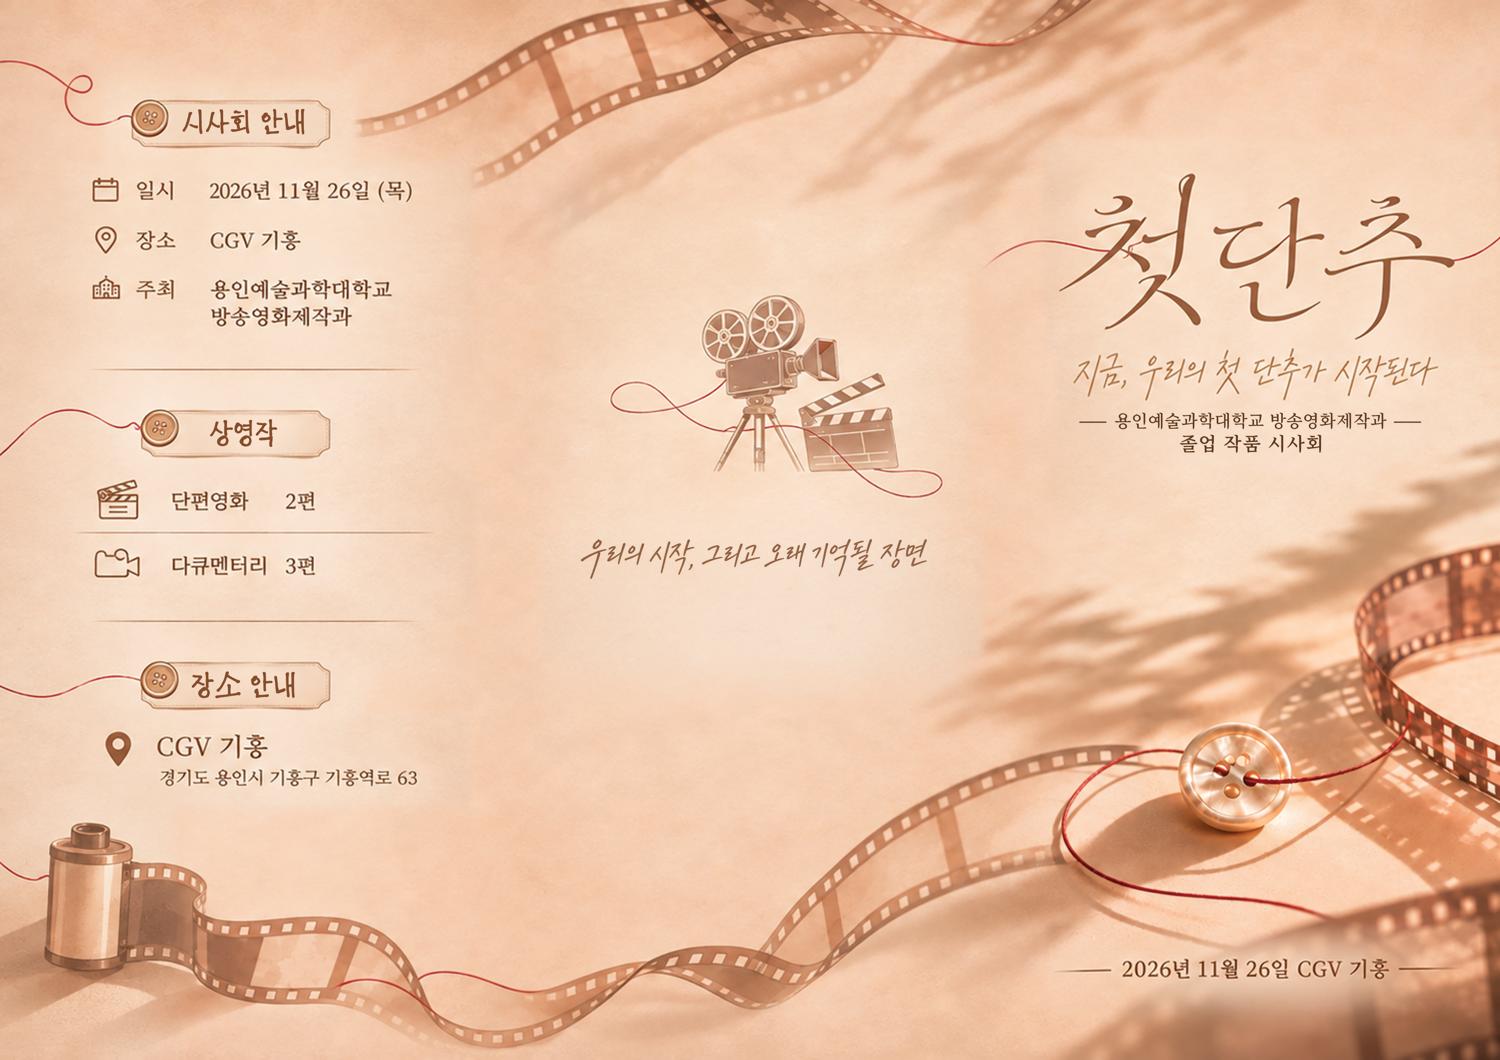 시사회 안내
일시 2026년 11월 26일 (목)
장소 CGV 기흥
주최 용인예술과학대학교
방송영화제작과
상영작
단편영화 2편
다큐멘터리 3편
장소 안내
CGV 기흥
경기도 용인시 기흥구 기흥역로 63
우리의 시작, 그리고 오래 기억될 장면
첫단추
지금, 우리의 첫 단추가 시작된다
용인예술과학대학교 방송영화제작과
졸업 작품 시사회
2026년 11월 26일 CGV 기흥